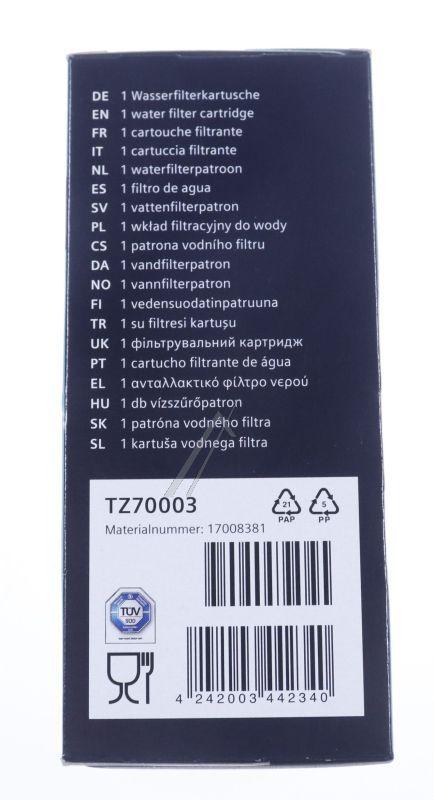 DE 1 Wasserfilterkartusche
EN 1 water filter cartridge
FR 1 cartouche filtrante
IT 1 cartuccia filtrante
NL 1 waterfilterpatroon
ES 1 filtro de agua
SV 1 vattenfilterpatron
PL 1 wkład filtracyjny do wody
CS 1 patrona vodního filtru
DA 1 vandfilterpatron
NO 1 vannfilterpatron
FI 1 vedensuodatinpatruuna
TR 1 su filtresi kartuşu
UK 1 фільтрувальний картридж
PT 1 cartucho filtrante de água
EL 1 ανταλλακτικό φίλτρο νερού
HU 1 db vízszűrőpatron
SK 1 patróna vodného filtra
SL 1 kartuša vodnega filtra
TZ70003
Materialnummer: 17008381
21
PAP
5
PP
TÜV
SÜD
4 242003 442340